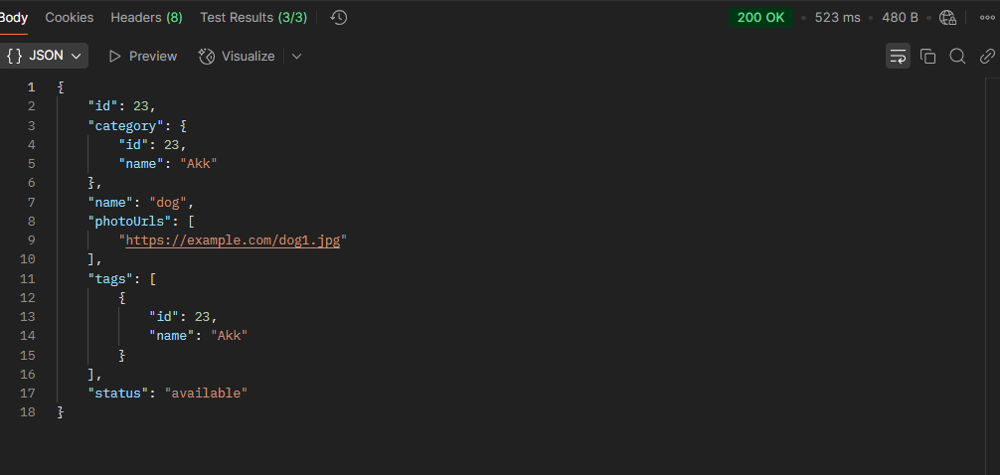 Body Cookies Headers (8) Test Results (3/3) 200 OK 523 ms 480 B
{} JSON Preview Visualize
1 {
2 "id": 23,
3 "category": {
4 "id": 23,
5 "name": "Akk"
6 },
7 "name": "dog",
8 "photoUrls": [
9 "https://example.com/dog1.jpg"
10 ],
11 "tags": [
12 {
13 "id": 23,
14 "name": "Akk"
15 }
16 ],
17 "status": "available"
18 }